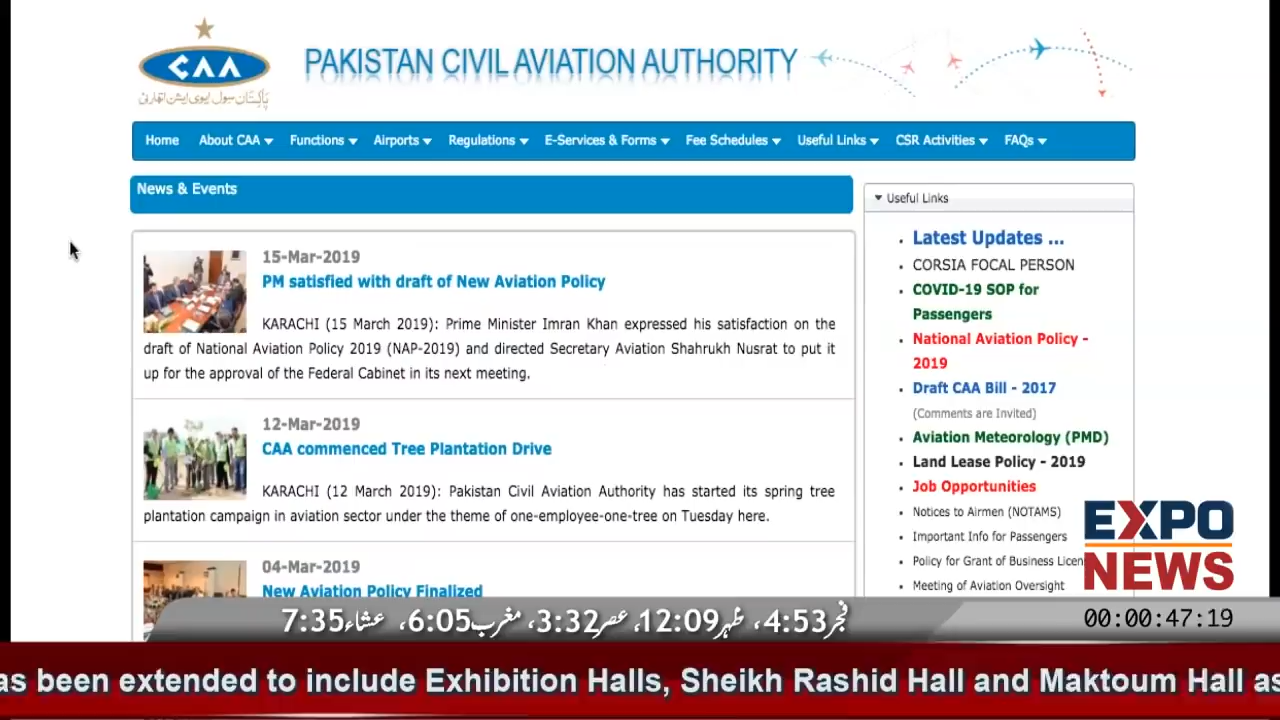 CAA
پاکستان سول ایوی ایشن اتھارٹی
PAKISTAN CIVIL AVIATION AUTHORITY
Home About CAA Functions Airports Regulations E-Services & Forms Fee Schedules Useful Links CSR Activities FAQs
News & Events
15-Mar-2019
PM satisfied with draft of New Aviation Policy
KARACHI (15 March 2019): Prime Minister Imran Khan expressed his satisfaction on the
draft of National Aviation Policy 2019 (NAP-2019) and directed Secretary Aviation Shahrukh Nusrat to put it
up for the approval of the Federal Cabinet in its next meeting.
12-Mar-2019
CAA commenced Tree Plantation Drive
KARACHI (12 March 2019): Pakistan Civil Aviation Authority has started its spring tree
plantation campaign in aviation sector under the theme of one-employee-one-tree on Tuesday here.
04-Mar-2019
New Aviation Policy Finalized
Useful Links
Latest Updates ...
CORSIA FOCAL PERSON
COVID-19 SOP for
Passengers
National Aviation Policy -
2019
Draft CAA Bill - 2017
(Comments are Invited)
Aviation Meteorology (PMD)
Land Lease Policy - 2019
Job Opportunities
Notices to Airmen (NOTAMS)
Important Info for Passengers
Policy for Grant of Business Licen
Meeting of Aviation Oversight
EXPO
NEWS
فجر4:53، ظہر12:09، عصر3:32، مغرب6:05، عشاء7:35
00:00:47:19
as been extended to include Exhibition Halls, Sheikh Rashid Hall and Maktoum Hall as